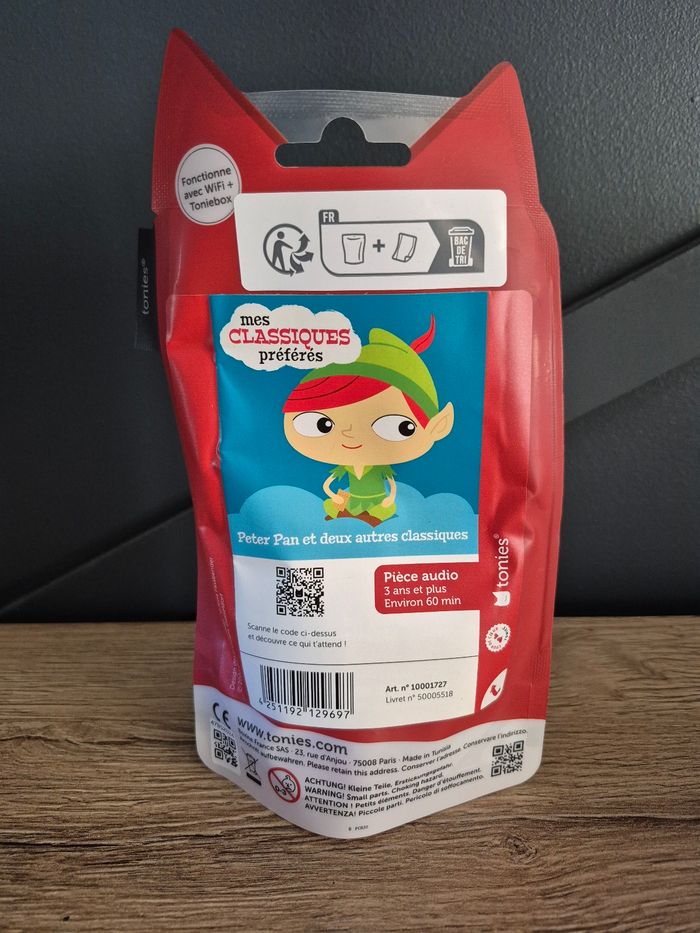 Fonctionne
avec WiFi +
Toniebox
FR
+
BAC
DE
TRI
tonies®
mes
CLASSIQUES
préférés
Peter Pan et deux autres classiques
Pièce audio
3 ans et plus
Environ 60 min
tonies®
Scanne le code ci-dessus
et découvre ce qui t'attend !
Art. n° 10001727
Livret n° 50005518
4 251192 129697
CE
www.tonies.com
France SAS · 23, rue d'Anjou · 75008 Paris · Made in Tunisia
Aufbewahren. Please retain this address. Conserver l'adresse. Conservare l'indirizzo.
0-3
ACHTUNG! Kleine Teile. Erstickungsgefahr.
WARNING! Small parts. Choking hazard.
ATTENTION ! Petits éléments. Danger d'étouffement.
AVVERTENZA! Piccole parti. Pericolo di soffocamento.